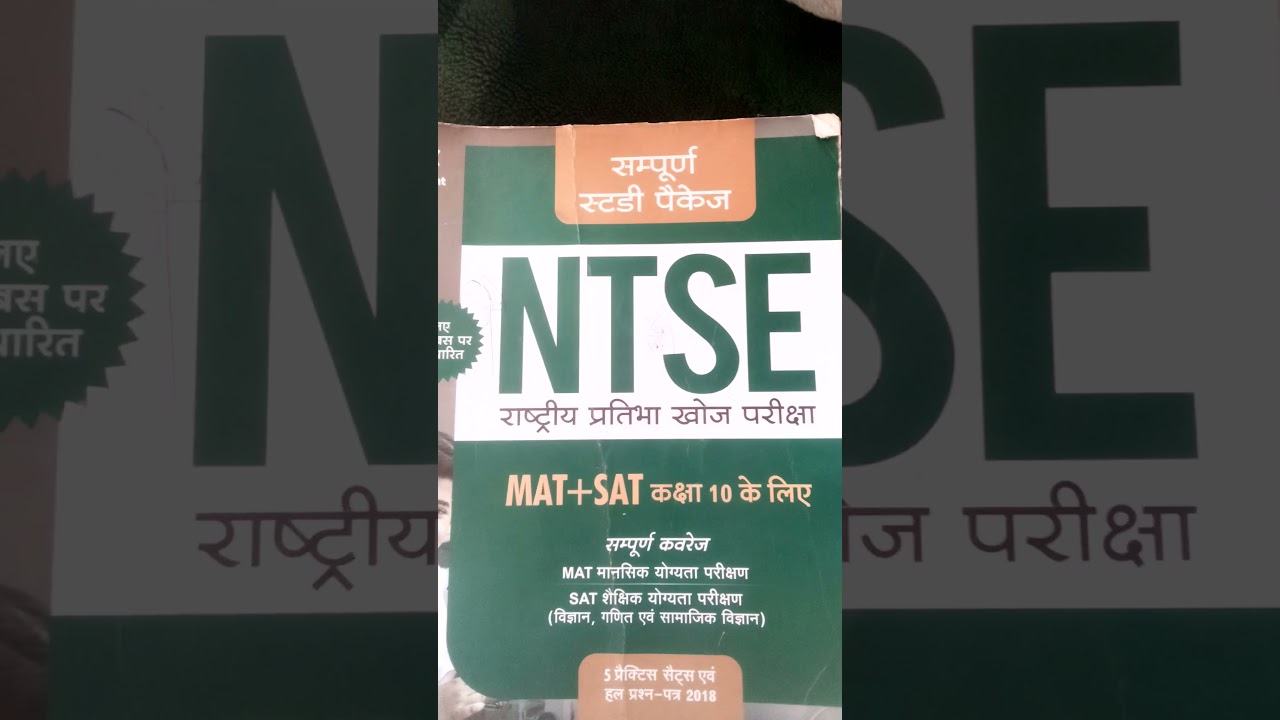 सम्पूर्ण
स्टडी पैकेज
NTSE
राष्ट्रीय प्रतिभा खोज परीक्षा
पर
MAT+SAT कक्षा 10 के लिए
सम्पूर्ण कवरेज
MAT मानसिक योग्यता परीक्षण
SAT शैक्षिक योग्यता परीक्षण
(विज्ञान, गणित एवं सामाजिक विज्ञान)
5 प्रैक्टिस सैट्स एवं
हल प्रश्न-पत्र 2018